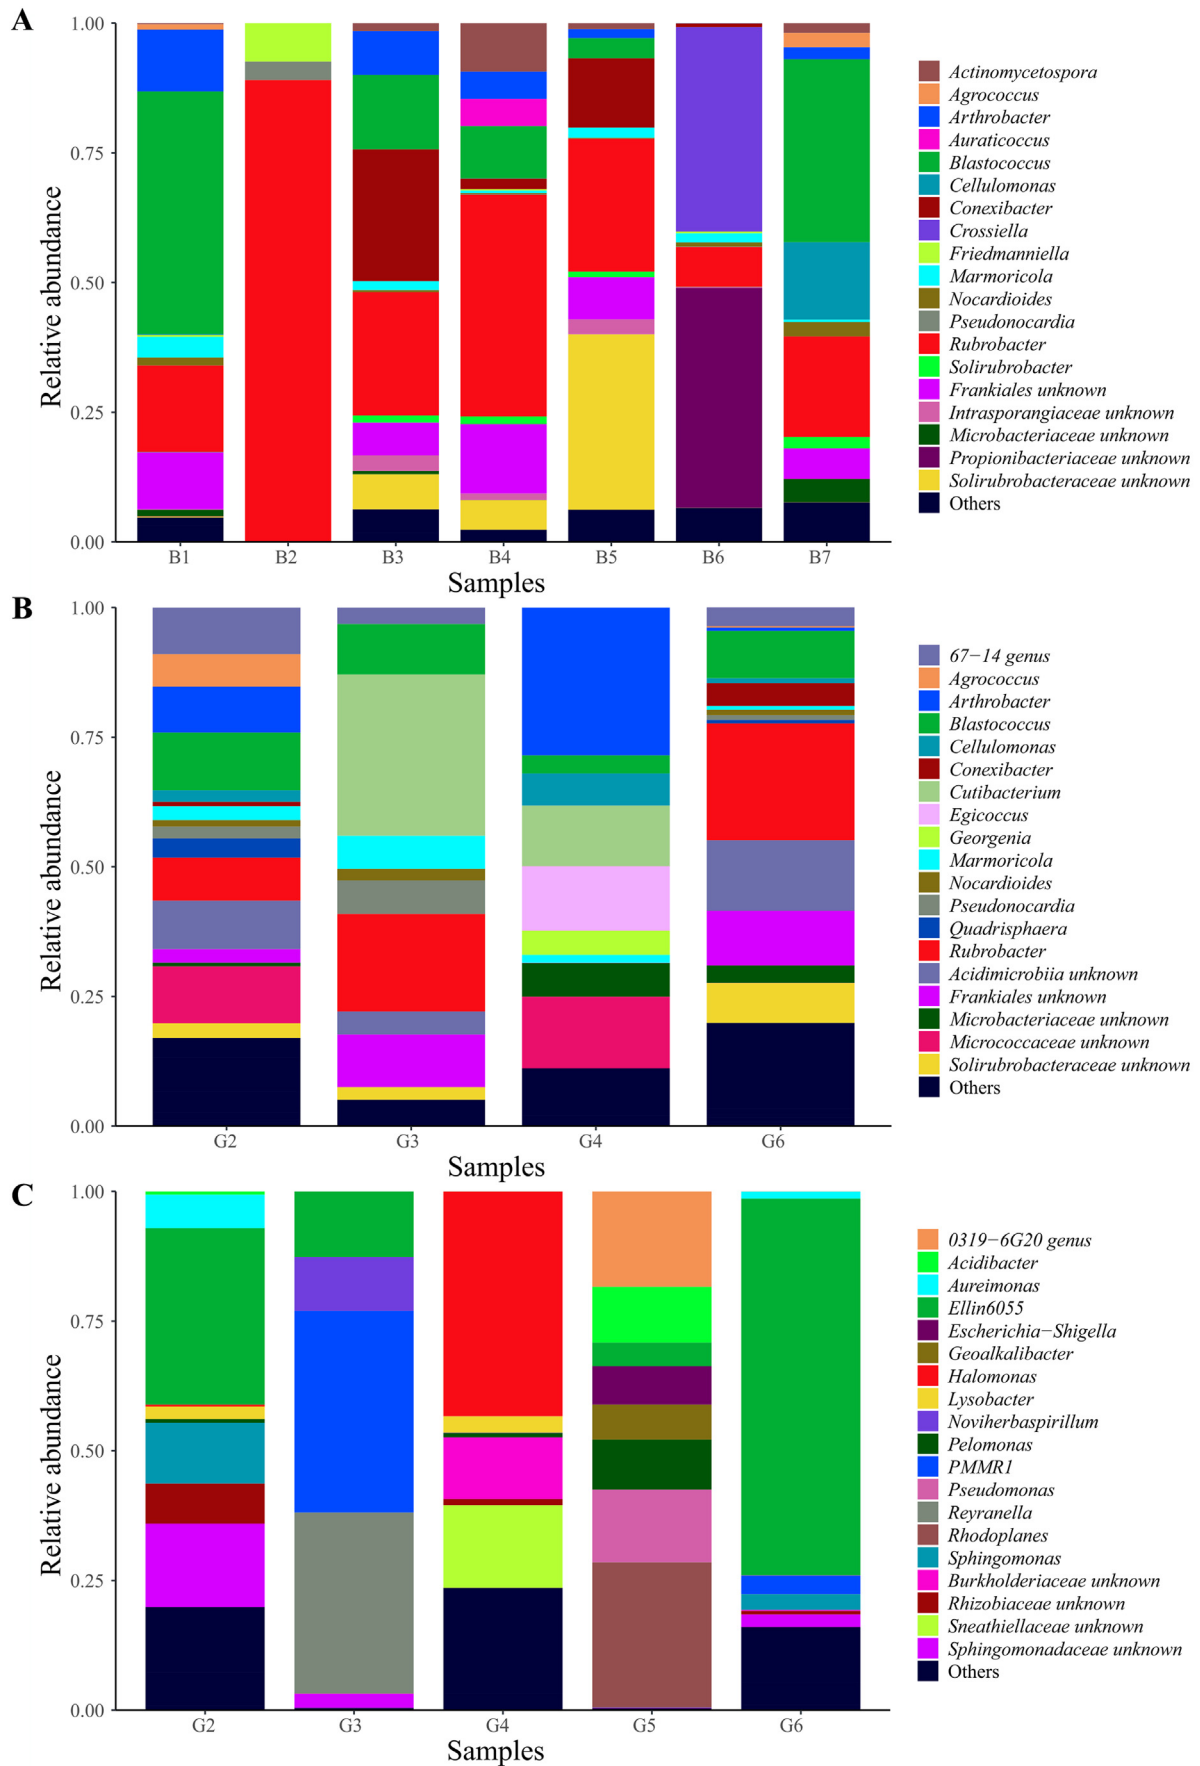 A
1.00
0.75
0.50
0.25
0.00
Relative abundance
B1 B2 B3 B4 B5 B6 B7
Samples
Actinomycetospora
Agrococcus
Arthrobacter
Auraticoccus
Blastococcus
Cellulomonas
Conexibacter
Crossiella
Friedmanniella
Marmoricola
Nocardioides
Pseudonocardia
Rubrobacter
Solirubrobacter
Frankiales unknown
Intrasporangiaceae unknown
Microbacteriaceae unknown
Propionibacteriaceae unknown
Solirubrobacteraceae unknown
Others
B
1.00
0.75
0.50
0.25
0.00
Relative abundance
G2 G3 G4 G6
Samples
67−14 genus
Agrococcus
Arthrobacter
Blastococcus
Cellulomonas
Conexibacter
Cutibacterium
Egicoccus
Georgenia
Marmoricola
Nocardioides
Pseudonocardia
Quadrisphaera
Rubrobacter
Acidimicrobiia unknown
Frankiales unknown
Microbacteriaceae unknown
Micrococcaceae unknown
Solirubrobacteraceae unknown
Others
C
1.00
0.75
0.50
0.25
0.00
Relative abundance
G2 G3 G4 G5 G6
Samples
0319−6G20 genus
Acidibacter
Aureimonas
Ellin6055
Escherichia−Shigella
Geoalkalibacter
Halomonas
Lysobacter
Noviherbaspirillum
Pelomonas
PMMR1
Pseudomonas
Reyranella
Rhodoplanes
Sphingomonas
Burkholderiaceae unknown
Rhizobiaceae unknown
Sneathiellaceae unknown
Sphingomonadaceae unknown
Others